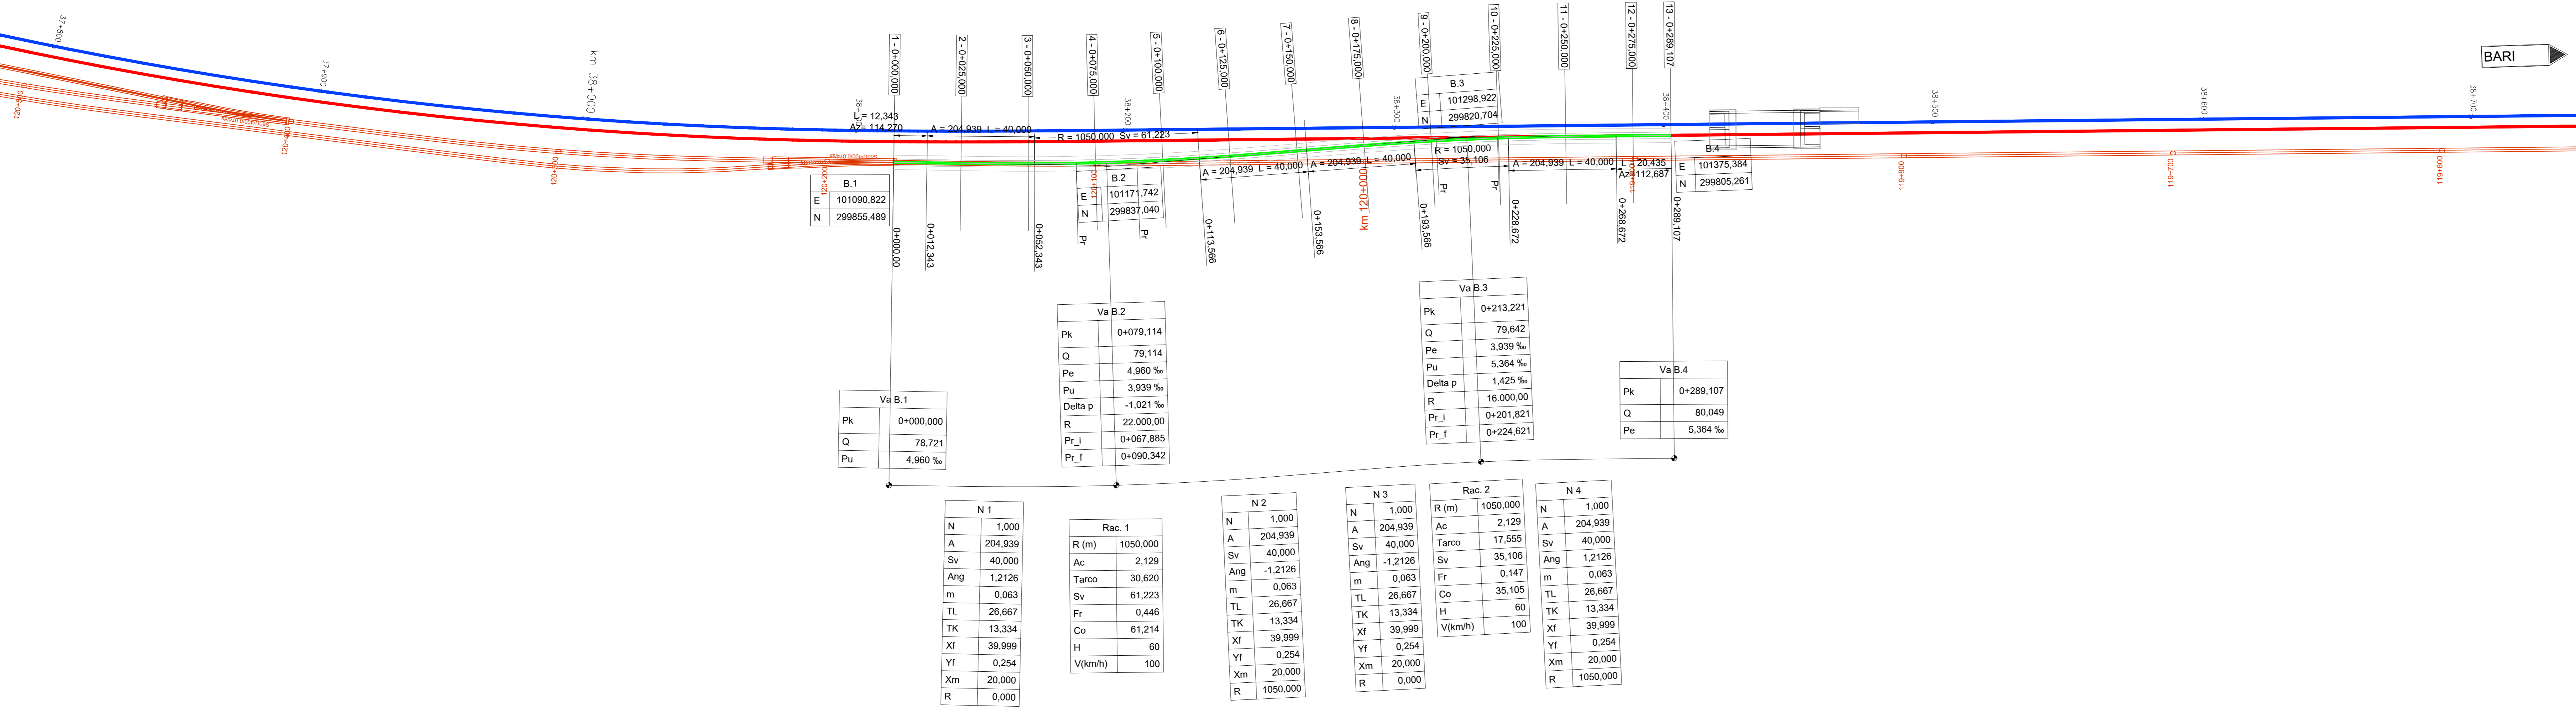 37+800
37+900
km 38+000
38+200
38+300
38+400
38+500
38+600
38+700
BARI
1 - 0+000,000
2 - 0+025,000
3 - 0+050,000
4 - 0+075,000
5 - 0+100,000
6 - 0+125,000
7 - 0+150,000
8 - 0+175,000
9 - 0+200,000
10 - 0+225,000
11 - 0+250,000
12 - 0+275,000
13 - 0+289,107
L = 12,343
Az= 114,270
A = 204,939 L = 40,000
R = 1050,000 Sv = 61,223
A = 204,939 L = 40,000
A = 204,939 L = 40,000
R = 1050,000
Sv = 35,106
A = 204,939 L = 40,000
L = 20,435
Az=112,687
120+500
120+400
120+300
120+200
120+100
km 120+000
119+800
119+700
119+600
B.1
E 101090,822
N 299855,489
B.2
E 101171,742
N 299837,040
B.3
E 101298,922
N 299820,704
B.4
E 101375,384
N 299805,261
0+000,00
0+012,343
0+052,343
Pr
Pr
0+113,566
0+153,566
0+193,566
Pr
Pr
0+228,672
0+268,672
0+289,107
Va B.1
Pk 0+000,000
Q 78,721
Pu 4,960 ‰
Va B.2
Pk 0+079,114
Q 79,114
Pe 4,960 ‰
Pu 3,939 ‰
Delta p -1,021 ‰
R 22.000,00
Pr_i 0+067,885
Pr_f 0+090,342
Va B.3
Pk 0+213,221
Q 79,642
Pe 3,939 ‰
Pu 5,364 ‰
Delta p 1,425 ‰
R 16.000,00
Pr_i 0+201,821
Pr_f 0+224,621
Va B.4
Pk 0+289,107
Q 80,049
Pe 5,364 ‰
N 1
N 1,000
A 204,939
Sv 40,000
Ang 1,2126
m 0,063
TL 26,667
TK 13,334
Xf 39,999
Yf 0,254
Xm 20,000
R 0,000
Rac. 1
R (m) 1050,000
Ac 2,129
Tarco 30,620
Sv 61,223
Fr 0,446
Co 61,214
H 60
V(km/h) 100
N 2
N 1,000
A 204,939
Sv 40,000
Ang -1,2126
m 0,063
TL 26,667
TK 13,334
Xf 39,999
Yf 0,254
Xm 20,000
R 1050,000
N 3
N 1,000
A 204,939
Sv 40,000
Ang -1,2126
m 0,063
TL 26,667
TK 13,334
Xf 39,999
Yf 0,254
Xm 20,000
R 0,000
Rac. 2
R (m) 1050,000
Ac 2,129
Tarco 17,555
Sv 35,106
Fr 0,147
Co 35,105
H 60
V(km/h) 100
N 4
N 1,000
A 204,939
Sv 40,000
Ang 1,2126
m 0,063
TL 26,667
TK 13,334
Xf 39,999
Yf 0,254
Xm 20,000
R 1050,000